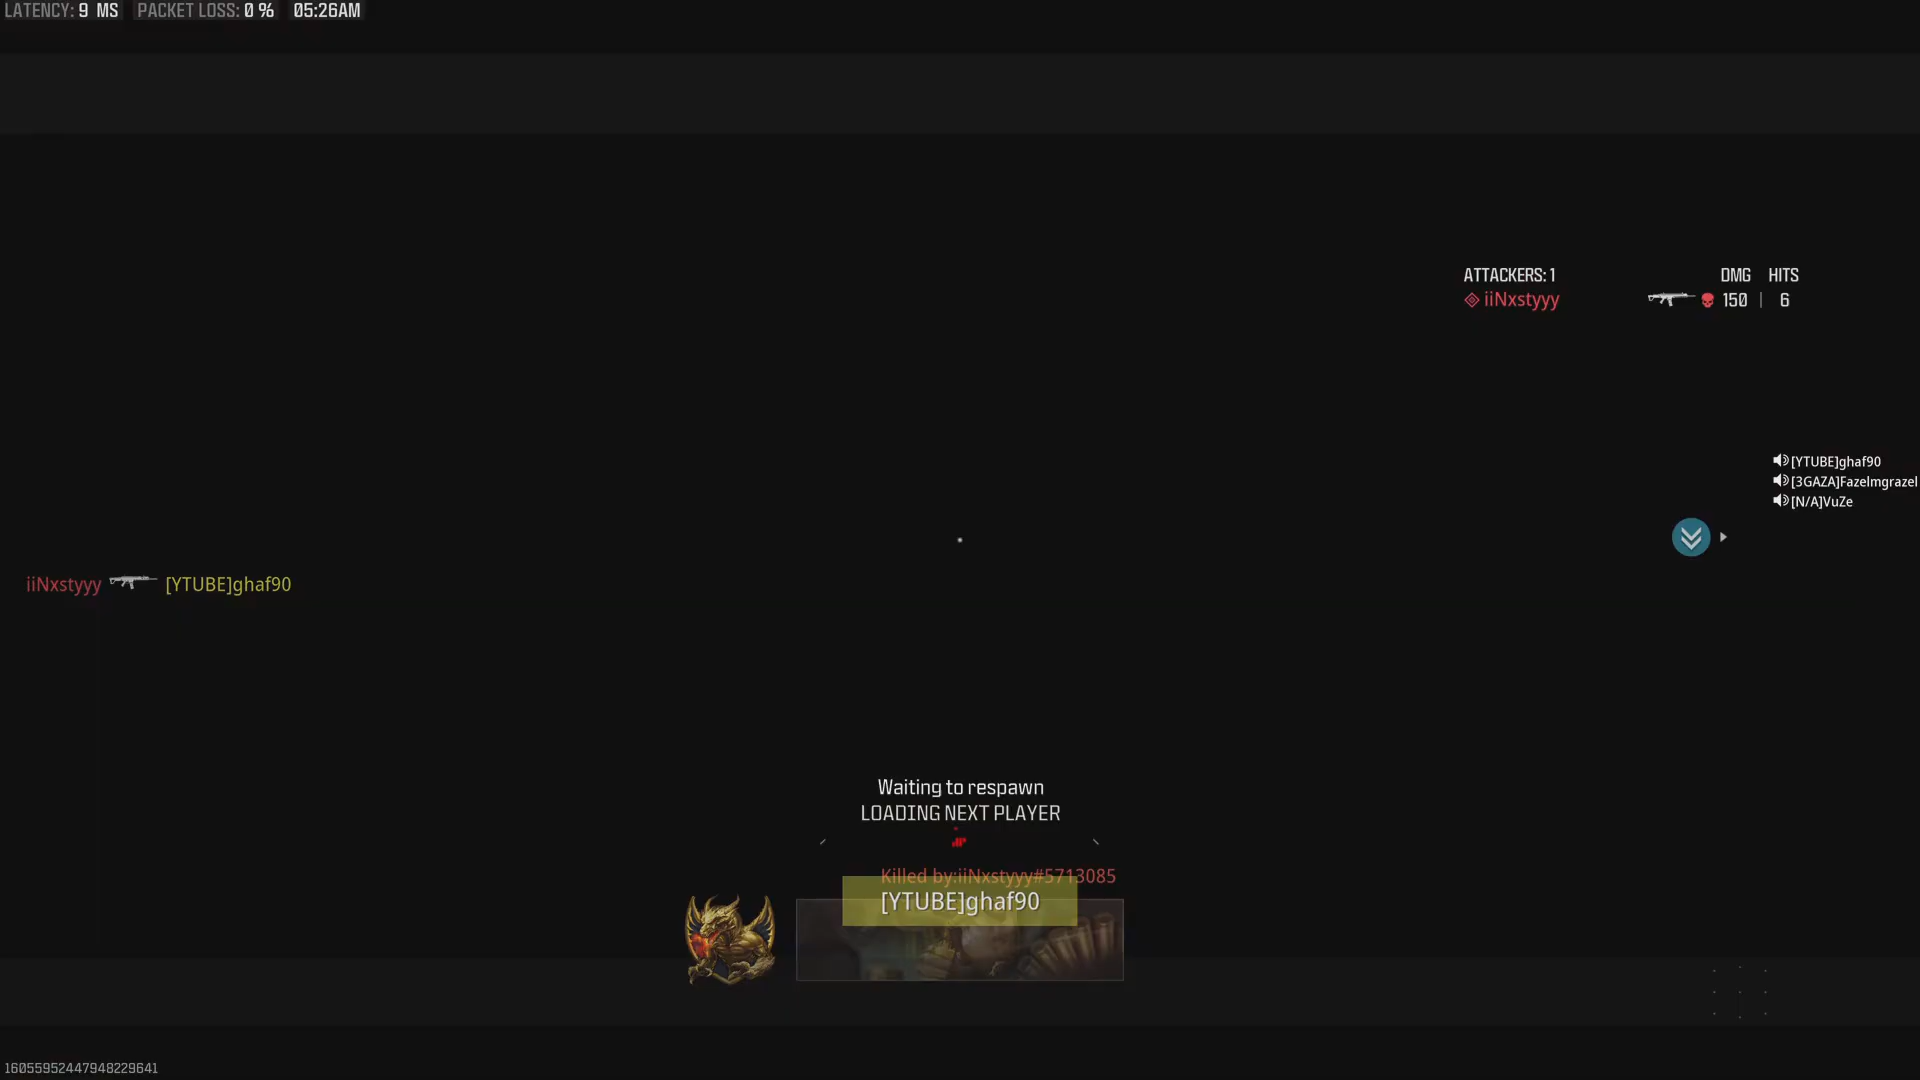 LATENCY: 9 MS PACKET LOSS: 0 % 05:26AM
ATTACKERS: 1 DMG HITS
iiNxstyyy 150 | 6
[YTUBE]ghaf90
[3GAZA]Fazelmgrazel
[N/A]VuZe
iiNxstyyy [YTUBE]ghaf90
Waiting to respawn
LOADING NEXT PLAYER
Killed by:iiNxstyyy#5713085
[YTUBE]ghaf90
16055952447948229641